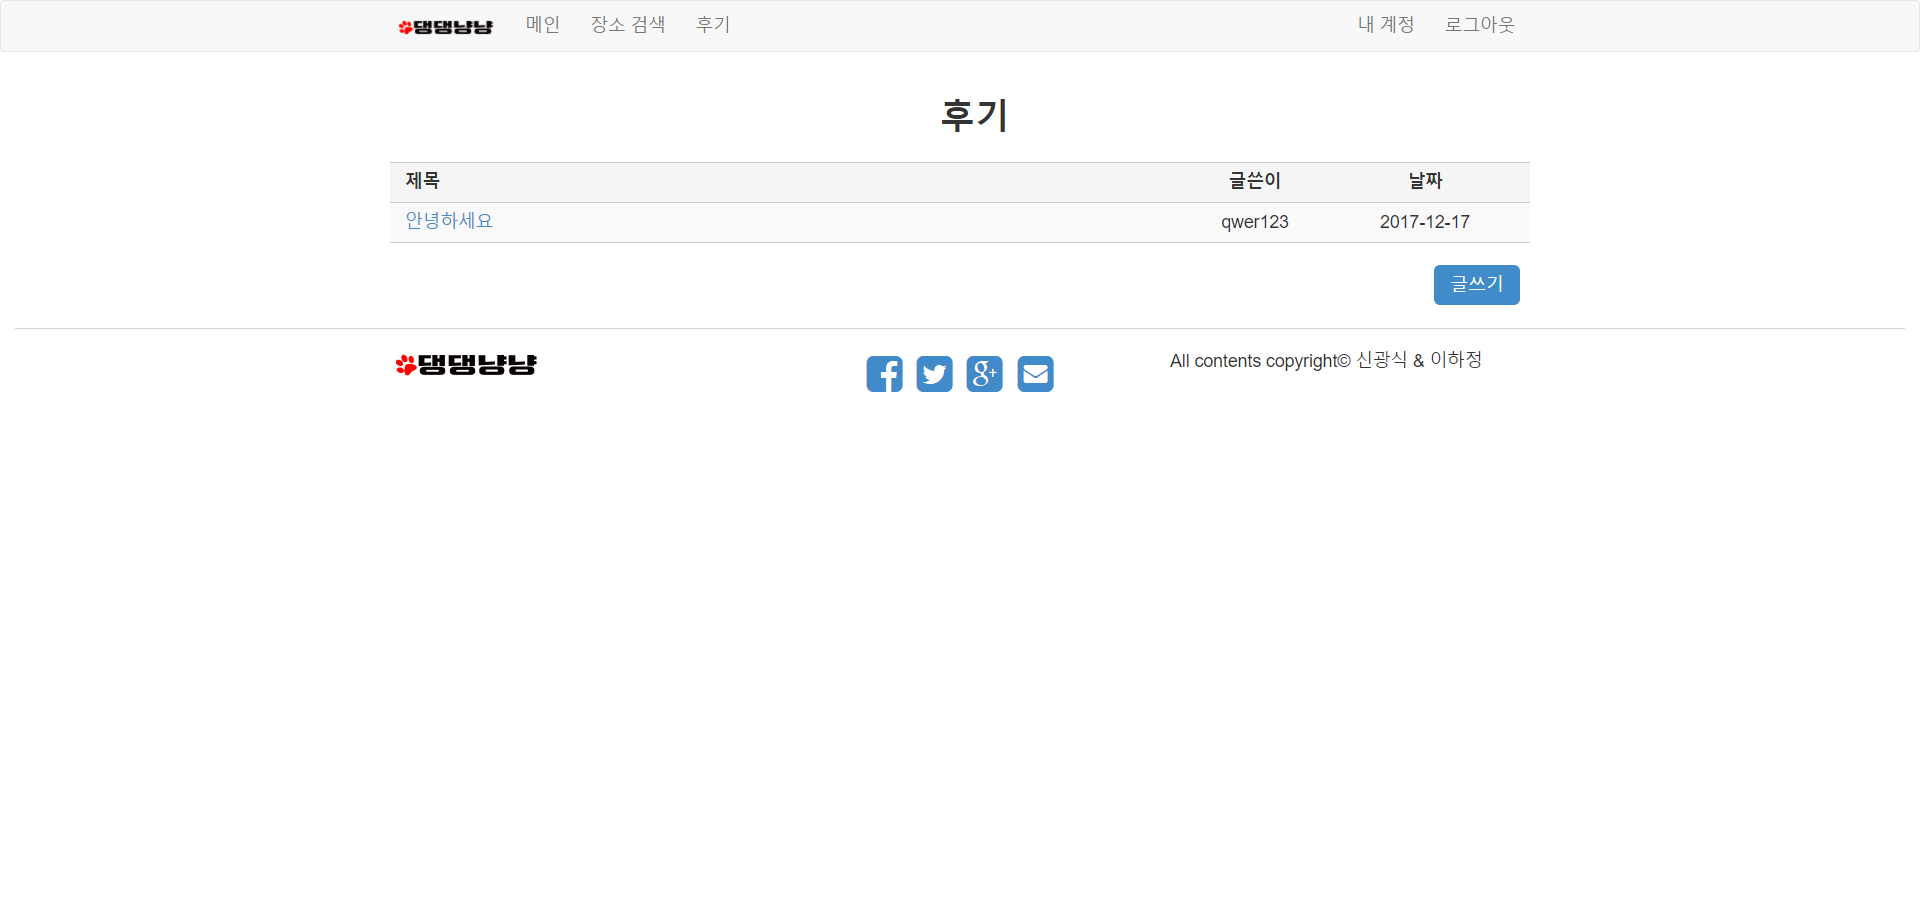 댕댕냥냥 메인 장소 검색 후기 내 계정 로그아웃
후기
제목 글쓴이 날짜
안녕하세요 qwer123 2017-12-17
글쓰기
댕댕냥냥 All contents copyright© 신광식 & 이하정